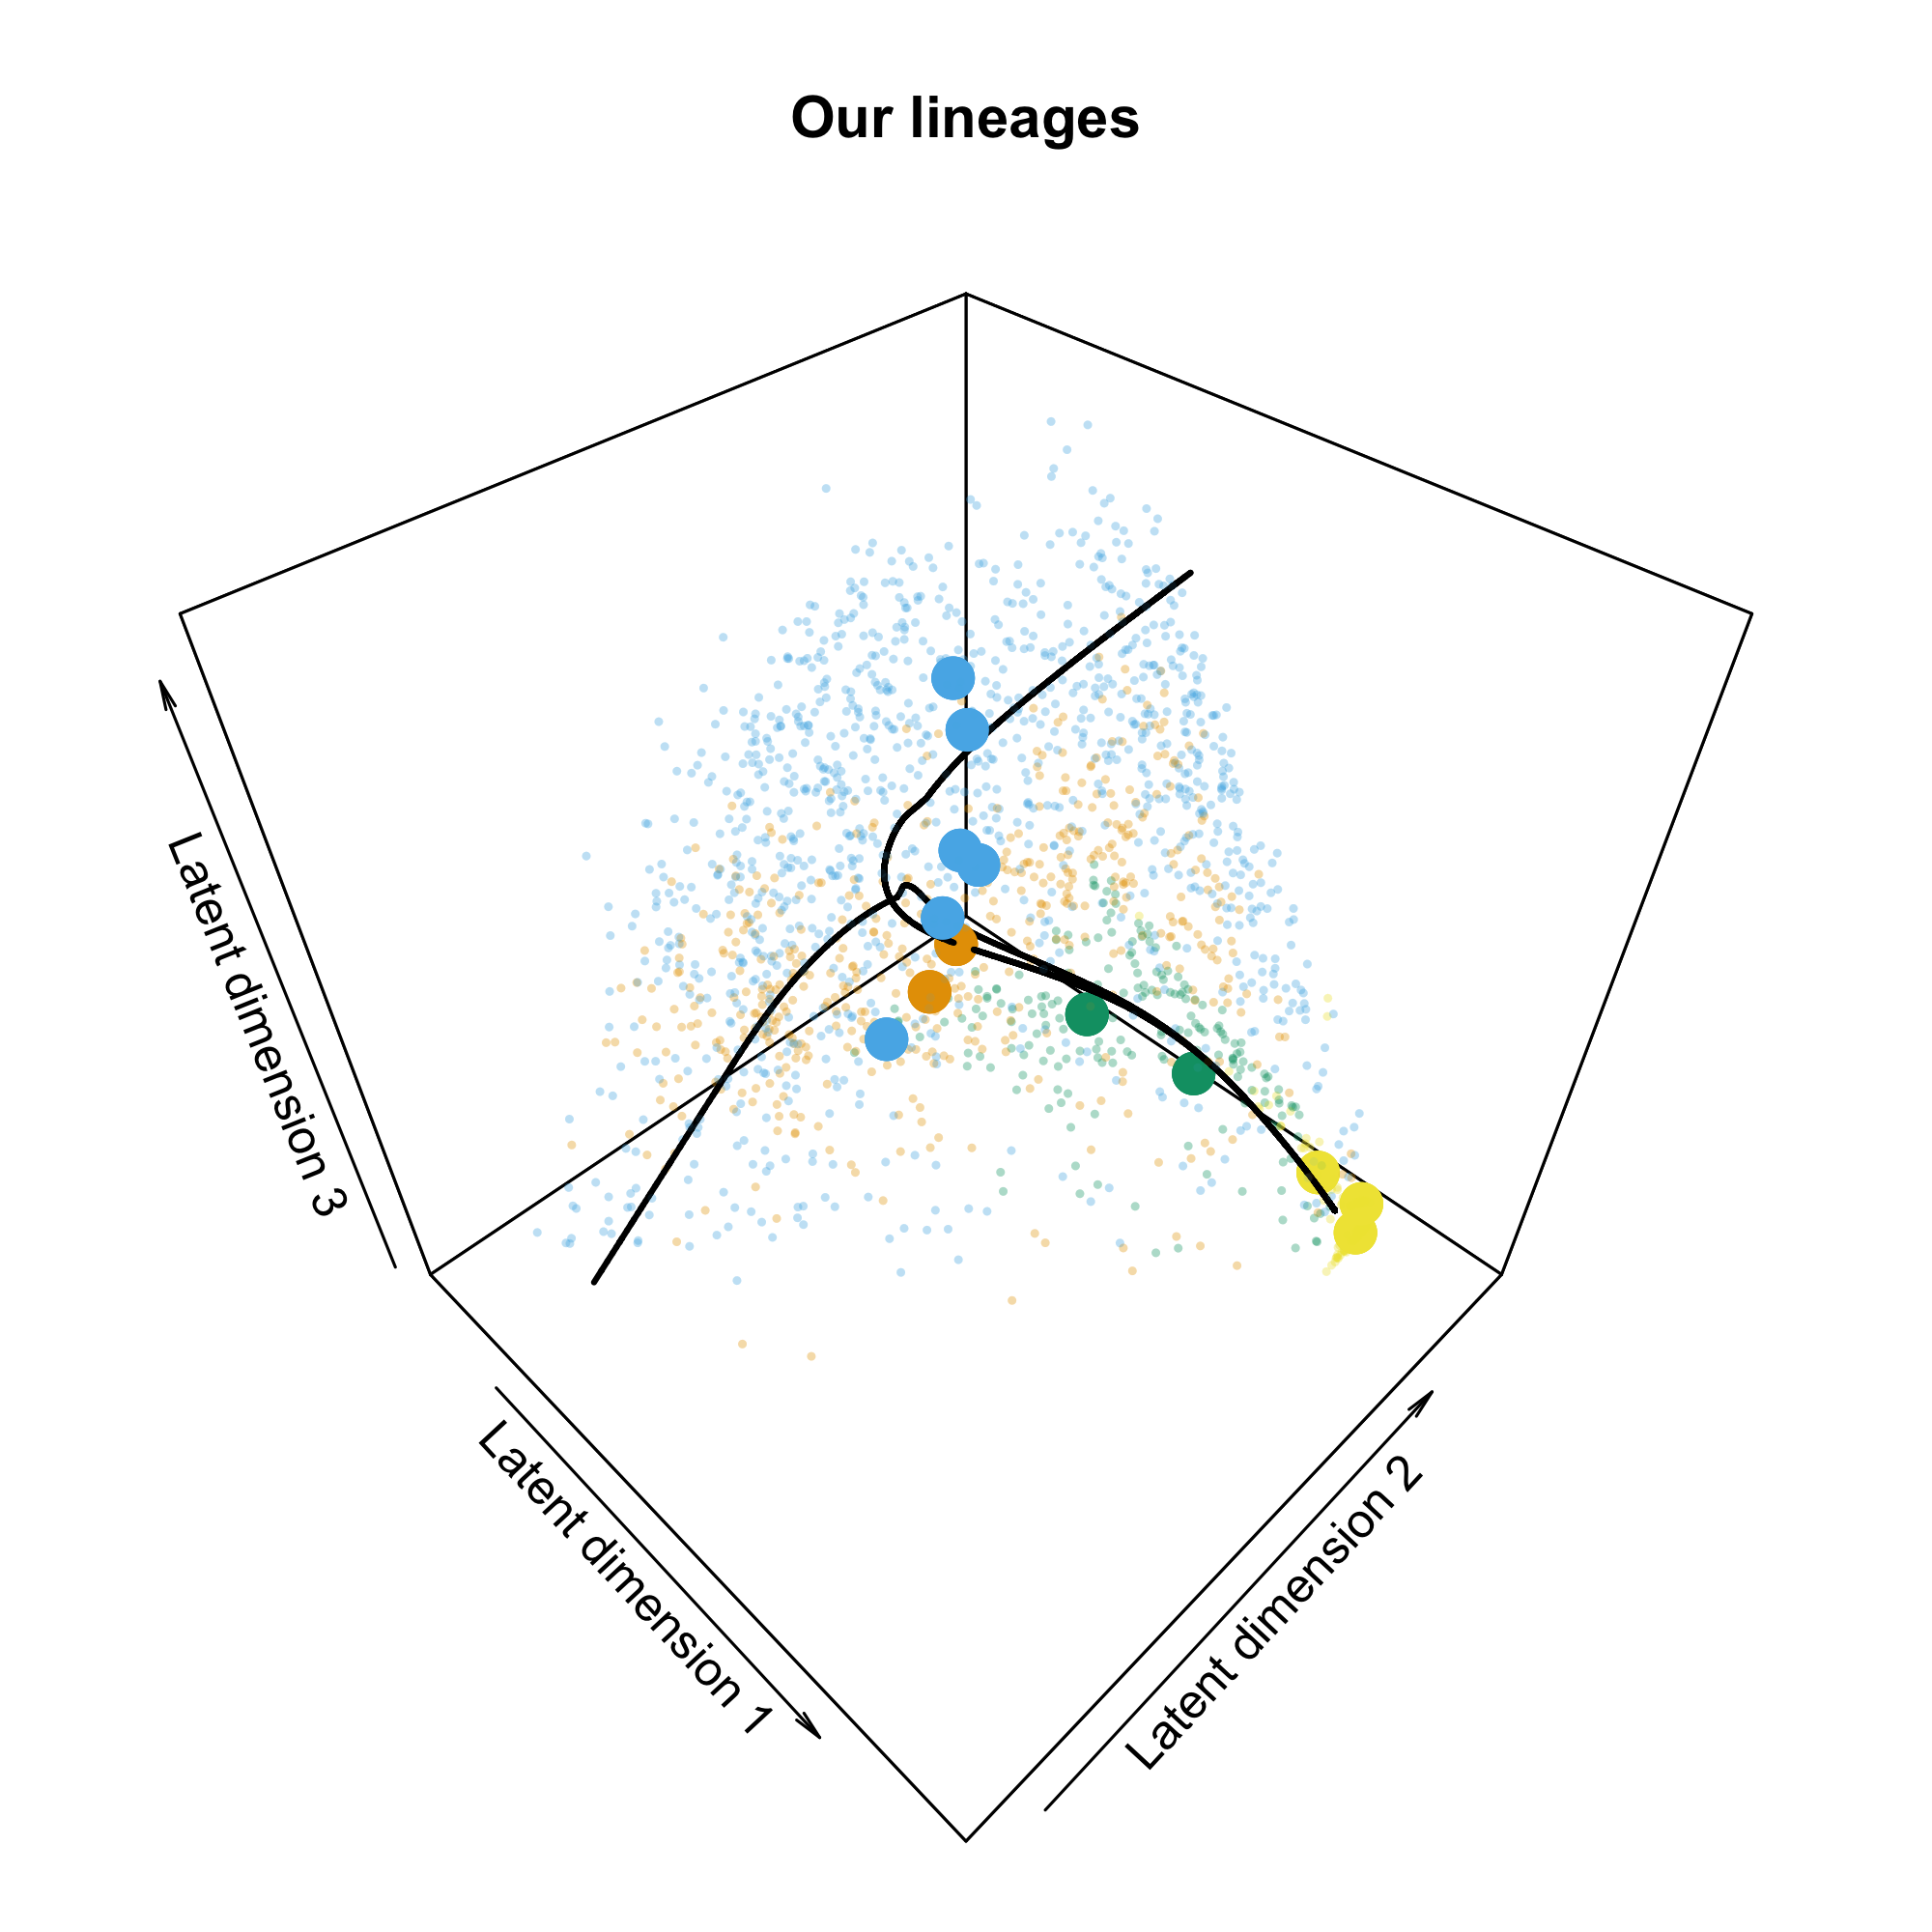 Our lineages
Latent dimension 3
Latent dimension 1
Latent dimension 2